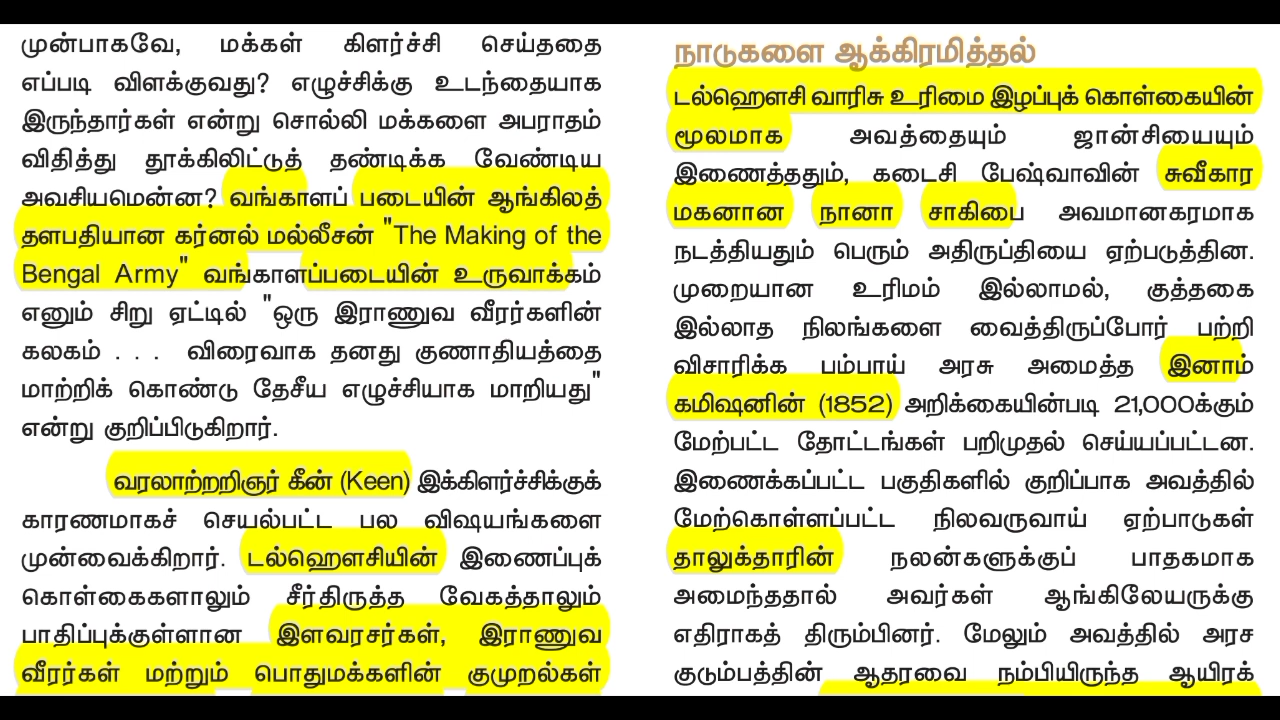 முன்பாகவே, மக்கள் கிளர்ச்சி செய்ததை
எப்படி விளக்குவது? எழுச்சிக்கு உடந்தையாக
இருந்தார்கள் என்று சொல்லி மக்களை அபராதம்
விதித்து தூக்கிலிட்டுத் தண்டிக்க வேண்டிய
அவசியமென்ன? வங்காளப் படையின் ஆங்கிலத்
தளபதியான கர்னல் மல்லீசன் "The Making of the
Bengal Army" வங்காளப்படையின் உருவாக்கம்
எனும் சிறு ஏட்டில் "ஒரு இராணுவ வீரர்களின்
கலகம் . . . விரைவாக தனது குணாதியத்தை
மாற்றிக் கொண்டு தேசீய எழுச்சியாக மாறியது"
என்று குறிப்பிடுகிறார்.
வரலாற்றறிஞர் கீன் (Keen) இக்கிளர்ச்சிக்குக்
காரணமாகச் செயல்பட்ட பல விஷயங்களை
முன்வைக்கிறார். டல்ஹௌசியின் இணைப்புக்
கொள்கைகளாலும் சீர்திருத்த வேகத்தாலும்
பாதிப்புக்குள்ளான இளவரசர்கள், இராணுவ
வீரர்கள் மற்றும் பொதுமக்களின் குமுறல்கள்
நாடுகளை ஆக்கிரமித்தல்
டல்ஹௌசி வாரிசு உரிமை இழப்புக் கொள்கையின்
மூலமாக அவத்தையும் ஜான்சியையும்
இணைத்ததும், கடைசி பேஷ்வாவின் சுவீகார
மகனான நானா சாகிபை அவமானகரமாக
நடத்தியதும் பெரும் அதிருப்தியை ஏற்படுத்தின.
முறையான உரிமம் இல்லாமல், குத்தகை
இல்லாத நிலங்களை வைத்திருப்போர் பற்றி
விசாரிக்க பம்பாய் அரசு அமைத்த இனாம்
கமிஷனின் (1852) அறிக்கையின்படி 21,000க்கும்
மேற்பட்ட தோட்டங்கள் பறிமுதல் செய்யப்பட்டன.
இணைக்கப்பட்ட பகுதிகளில் குறிப்பாக அவத்தில்
மேற்கொள்ளப்பட்ட நிலவருவாய் ஏற்பாடுகள்
தாலுக்தாரின் நலன்களுக்குப் பாதகமாக
அமைந்ததால் அவர்கள் ஆங்கிலேயருக்கு
எதிராகத் திரும்பினர். மேலும் அவத்தில் அரச
குடும்பத்தின் ஆதரவை நம்பியிருந்த ஆயிரக்